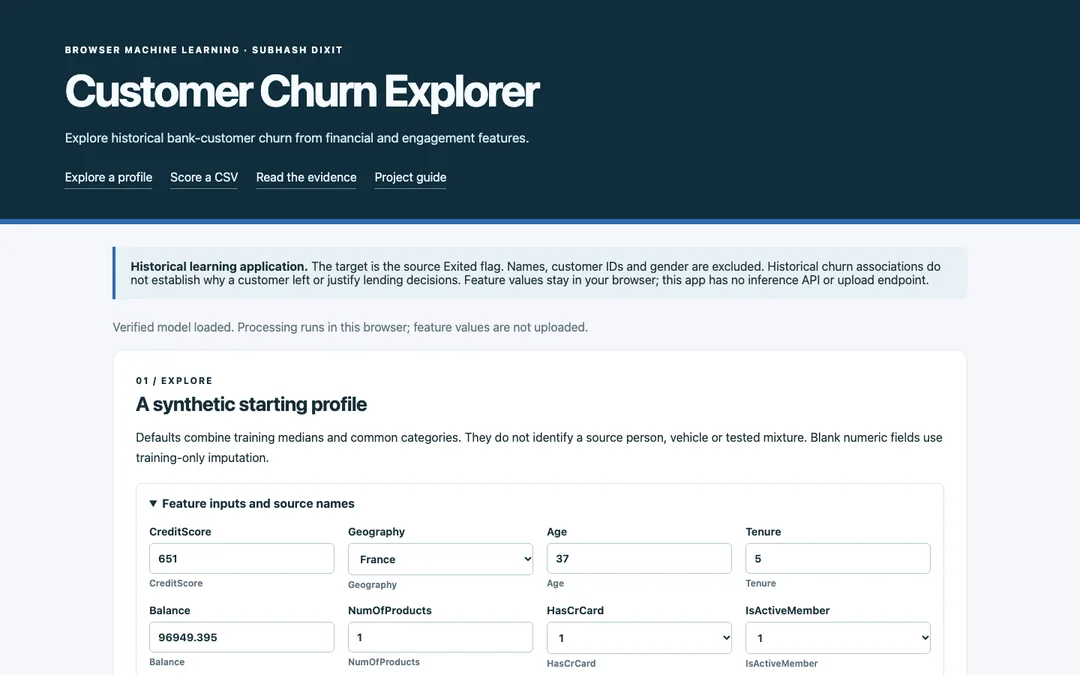 BROWSER MACHINE LEARNING · SUBHASH DIXIT
Customer Churn Explorer
Explore historical bank-customer churn from financial and engagement features.
Explore a profile Score a CSV Read the evidence Project guide
Historical learning application. The target is the source Exited flag. Names, customer IDs and gender are excluded. Historical churn associations do
not establish why a customer left or justify lending decisions. Feature values stay in your browser; this app has no inference API or upload endpoint.
Verified model loaded. Processing runs in this browser; feature values are not uploaded.
01 / EXPLORE
A synthetic starting profile
Defaults combine training medians and common categories. They do not identify a source person, vehicle or tested mixture. Blank numeric fields use
training-only imputation.
▼ Feature inputs and source names
CreditScore Geography Age Tenure
651 France 37 5
CreditScore Geography Age Tenure
Balance NumOfProducts HasCrCard IsActiveMember
96949.395 1 1 1
Balance NumOfProducts HasCrCard IsActiveMember